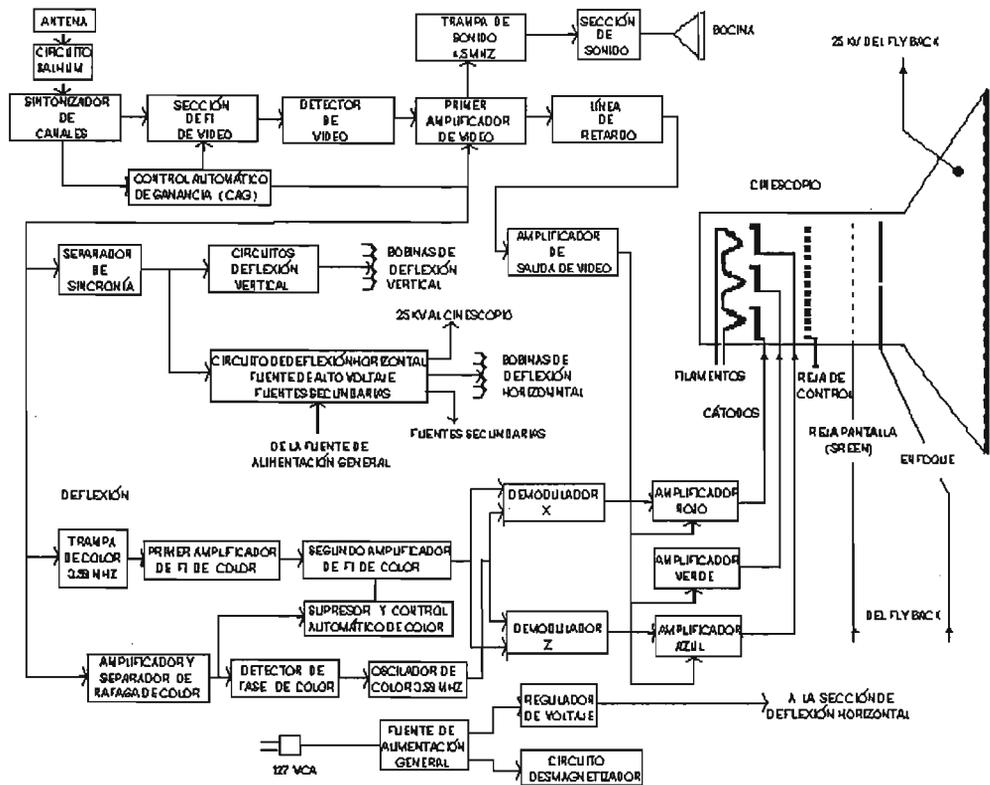 ANTENA
CIRCUITO
BALHUM
SINTONIZADOR
DE
CANALES
SECCIÓN
DE FI
DE VIDEO
DETECTOR
DE
VIDEO
PRIMER
AMPLIFICADOR
DE VIDEO
TRAMPA DE
SONIDO
4.5 MHZ
SECCIÓN
DE
SONIDO
BOCINA
LÍNEA
DE
RETARDO
25 KV DEL FLY BACK
CONTROL AUTOMÁTICO
DE GANANCIA (CAG)
CINESCOPIO
SEPARADOR
DE
SINCRONÍA
CIRCUITOS
DEFLEXIÓN
VERTICAL
BOBINAS DE
DEFLEXIÓN
VERTICAL
AMPLIFICADOR
DE
SALIDA DE VIDEO
25 KV AL CINESCOPIO
CIRCUITO DE DEFLEXIÓN HORIZONTAL
FUENTE DE ALTO VOLTAJE
FUENTES SECUNDARIAS
BOBINAS DE
DEFLEXIÓN
HORIZONTAL
FUENTES SECUNDARIAS
DE LA FUENTE DE
ALIMENTACIÓN GENERAL
FILAMENTOS
CÁTODOS
REJA DE
CONTROL
REJA PANTALLA
(SREEN)
ENFOQUE
DEFLEXIÓN
TRAMPA
DE COLOR
3.58 MHZ
PRIMER AMPLIFICADOR
DE FI DE COLOR
SEGUNDO AMPLIFICADOR
DE FI DE COLOR
DEMODULADOR
X
AMPLIFICADOR
ROJO
AMPLIFICADOR
VERDE
SUPRESOR Y CONTROL
AUTOMÁTICO DE COLOR
DEMODULADOR
Z
AMPLIFICADOR
AZUL
DEL FLY BACK
AMPLIFICADOR Y
SEPARADOR DE
RAFAGA DE COLOR
DETECTOR DE
FASE DE COLOR
OSCILADOR DE
COLOR 3.58 MHZ
REGULADOR
DE VOLTAJE
A LA SECCIÓN DE
DEFLEXIÓN HORIZONTAL
127 VCA
FUENTE DE
ALIMENTACIÓN
GENERAL
CIRCUITO
DESMAGNETIZADOR